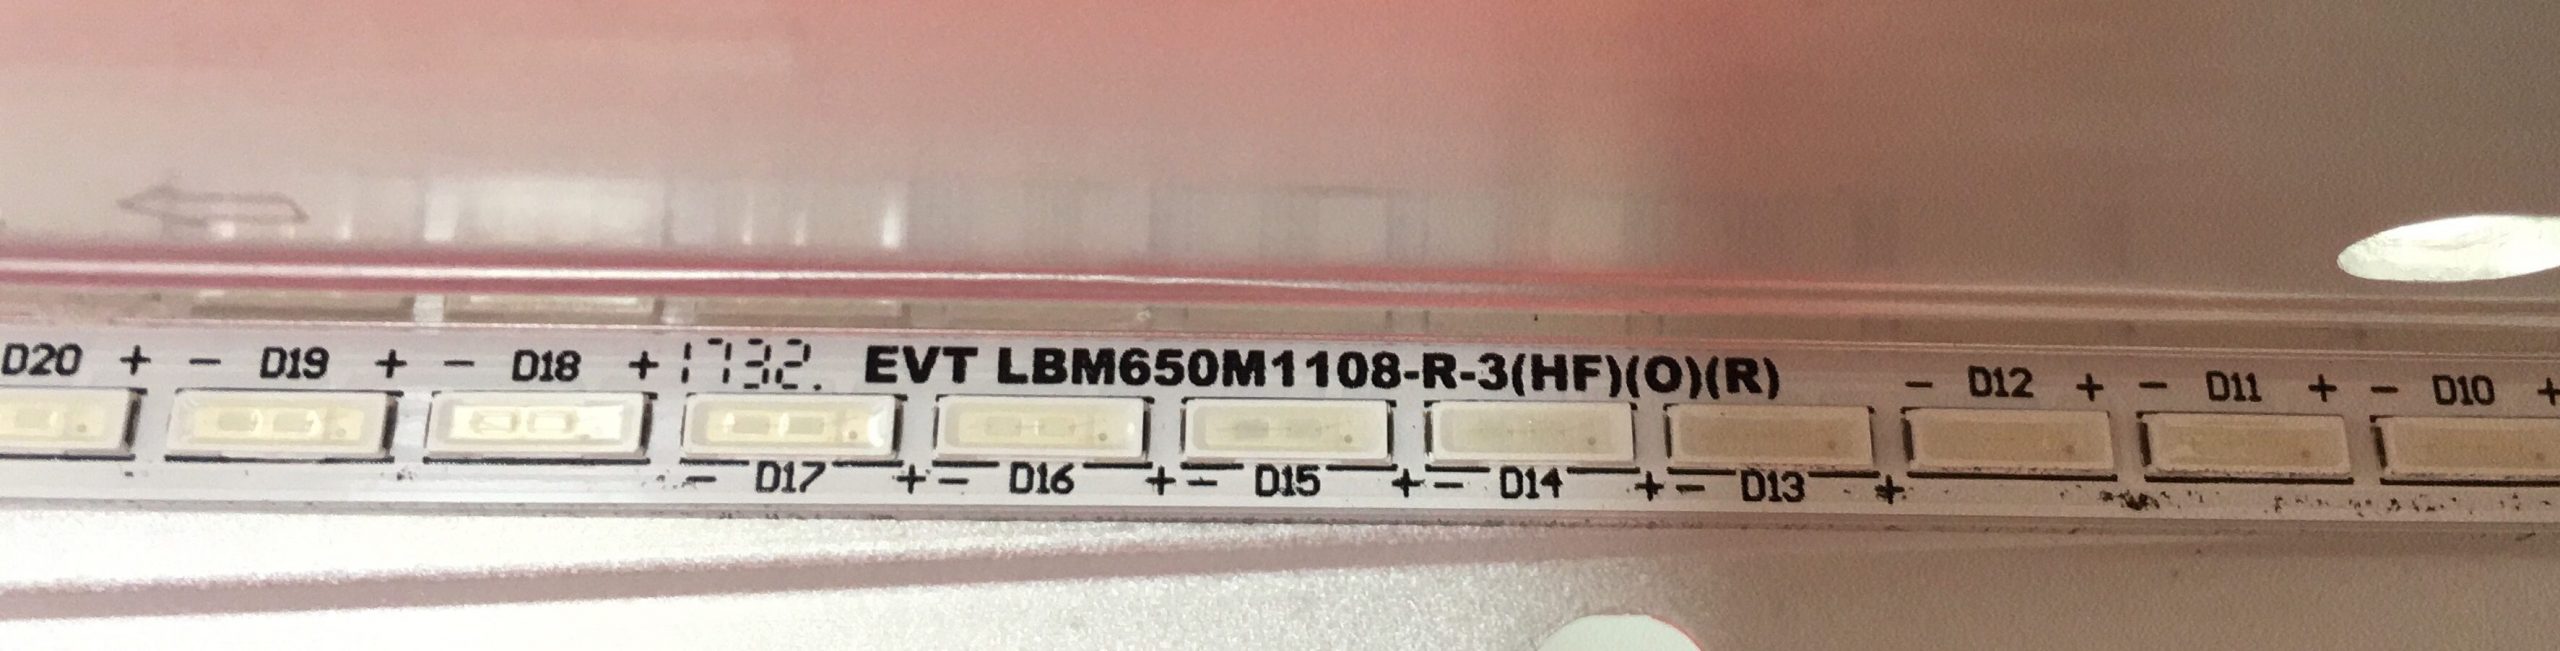 D20 + - D19 + - D18 + 1732. EVT LBM650M1108-R-3(HF)(O)(R) - D12 + - D11 + - D10 +
- D17 + - D16 + - D15 + - D14 + - D13 +